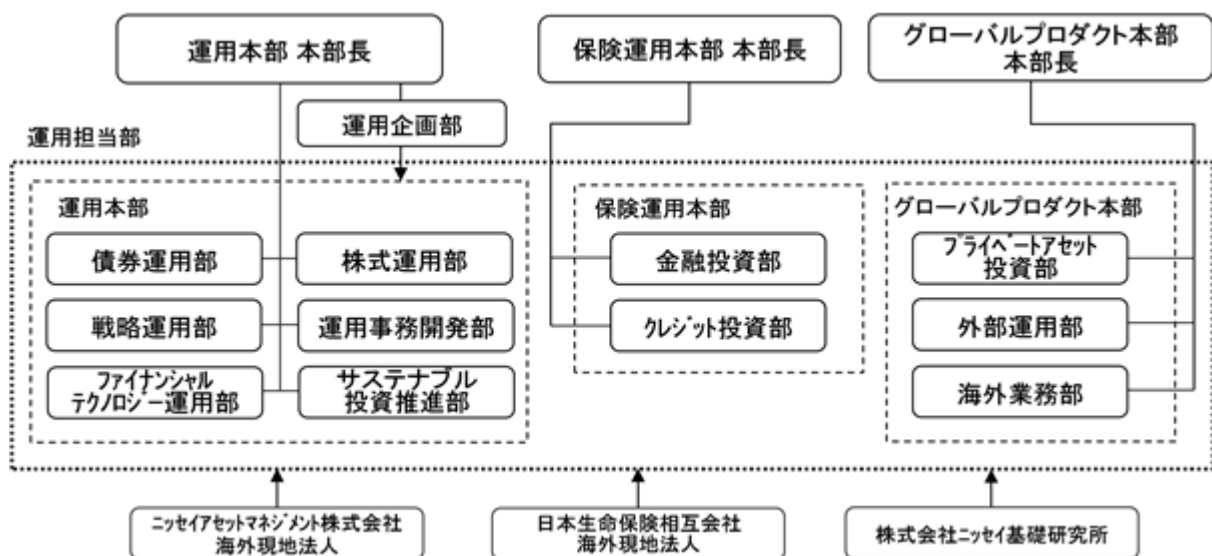 運用本部 本部長
保険運用本部 本部長
グローバルプロダクト本部
本部長
運用企画部
運用担当部
運用本部
債券運用部
株式運用部
戦略運用部
運用事務開発部
ファイナンシャル
テクノロジー運用部
サステナブル
投資推進部
保険運用本部
金融投資部
クレジット投資部
グローバルプロダクト本部
プライベートアセット
投資部
外部運用部
海外業務部
ニッセイアセットマネジメント株式会社
海外現地法人
日本生命保険相互会社
海外現地法人
株式会社ニッセイ基礎研究所